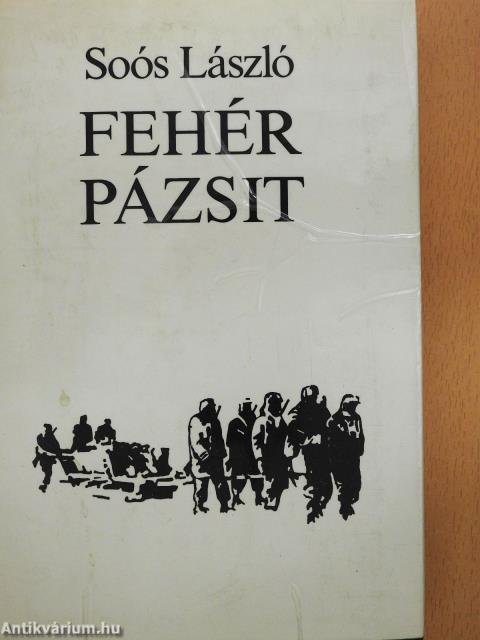 Soós László
FEHÉR
PÁZSIT
Antikvárium.hu